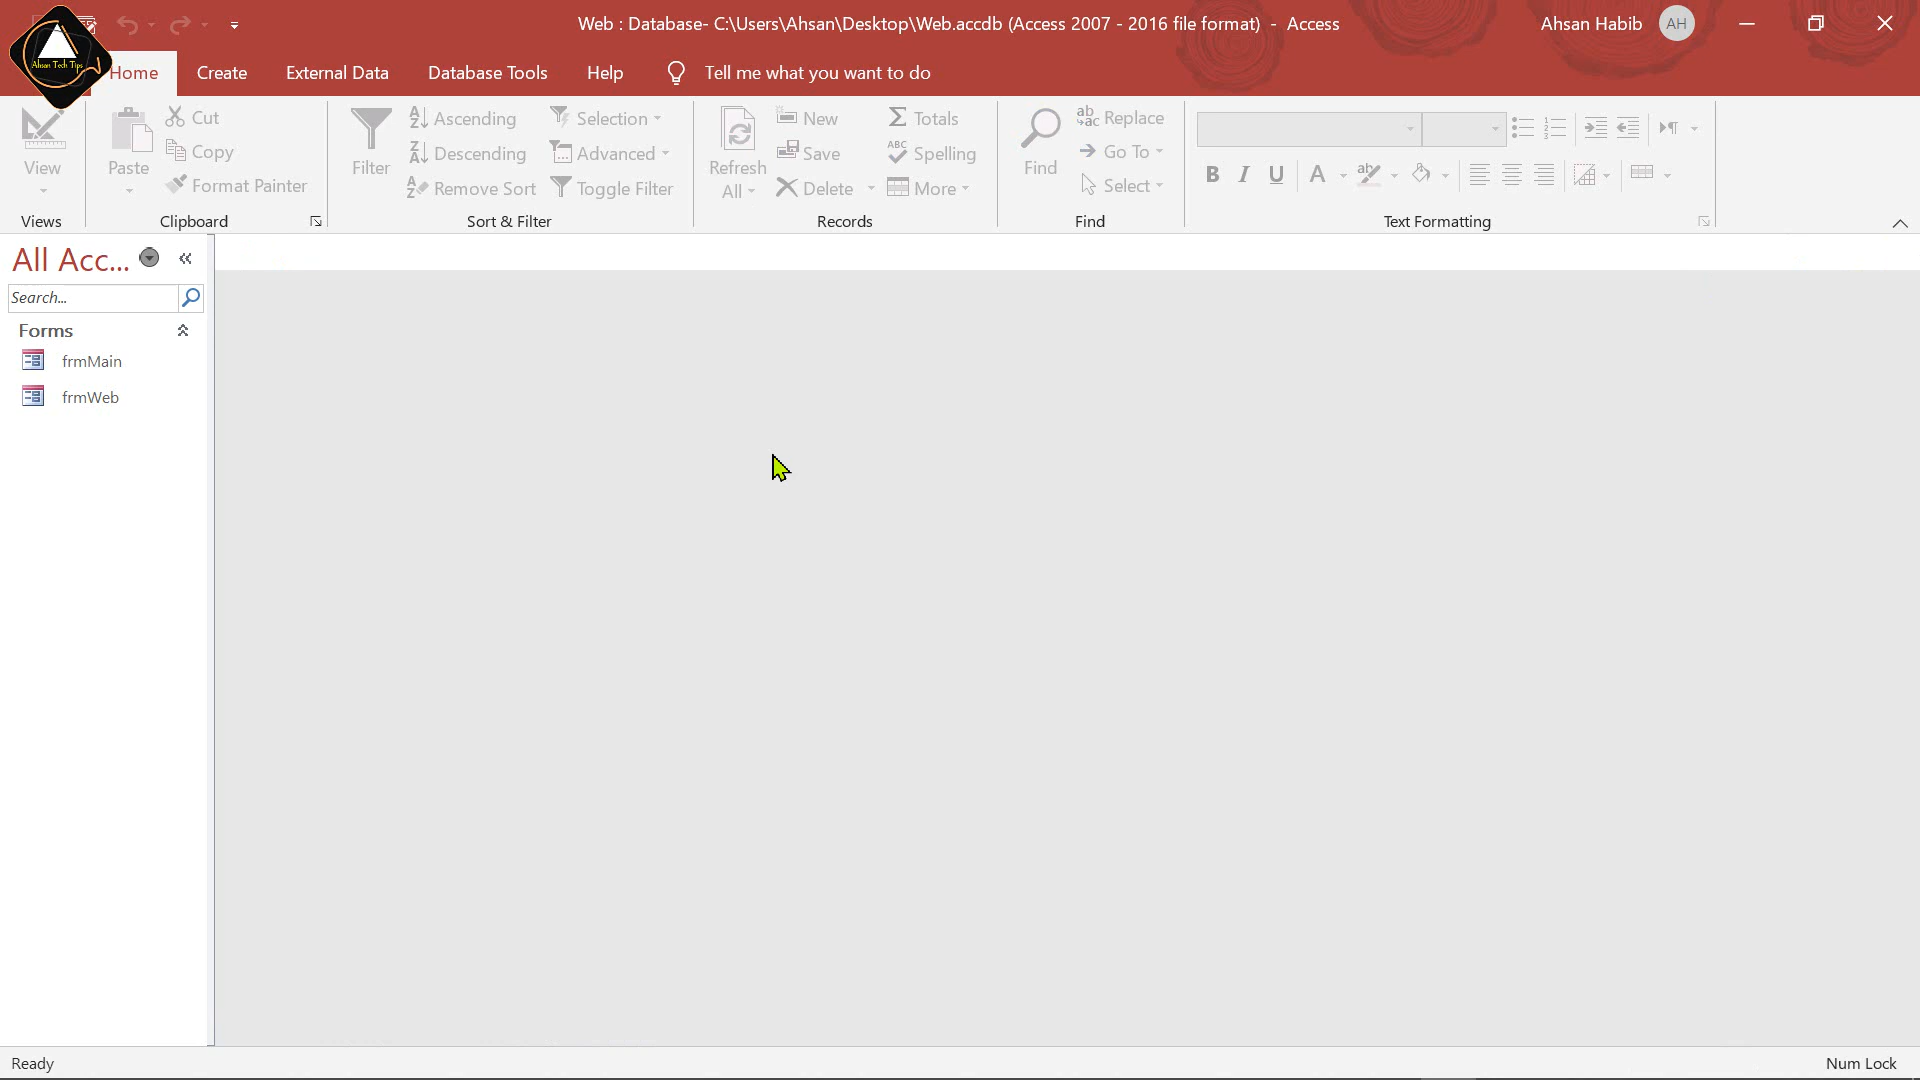 Web : Database- C:\Users\Ahsan\Desktop\Web.accdb (Access 2007 - 2016 file format) - Access
Ahsan Habib AH
Ahsan Tech Tips
Home Create External Data Database Tools Help Tell me what you want to do
View
Views
Paste
Cut
Copy
Format Painter
Clipboard
Filter
Ascending
Descending
Remove Sort
Selection
Advanced
Toggle Filter
Sort & Filter
Refresh
All
New
Save
Delete
Totals
Spelling
More
Records
Find
Replace
Go To
Select
Find
B I U A
Text Formatting
All Acc...
Search...
Forms
frmMain
frmWeb
Ready
Num Lock